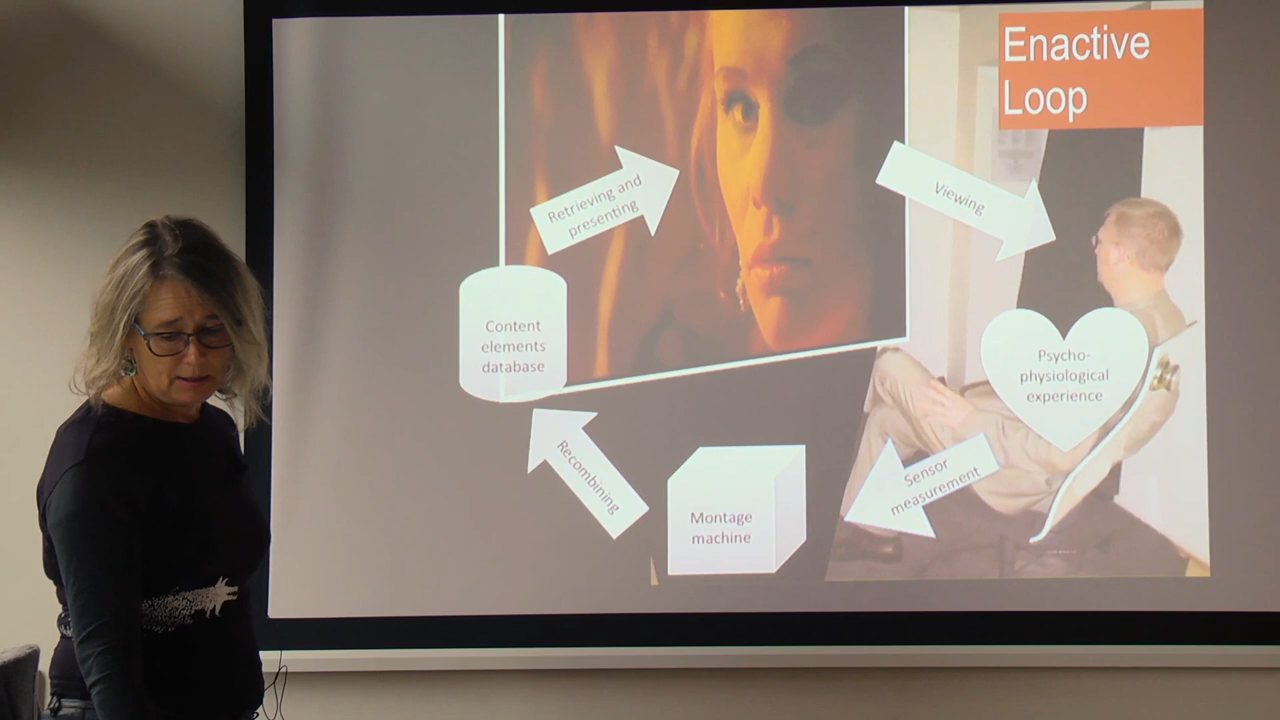 Enactive
Loop
Retrieving and
presenting
Viewing
Content
elements
database
Psycho-
physiological
experience
Sensor
measurement
Recombining
Montage
machine